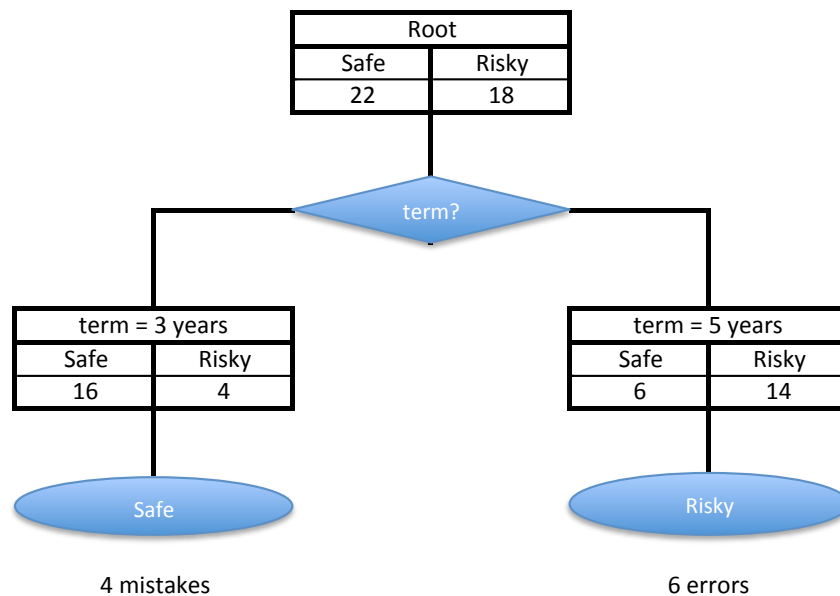 Root
Safe Risky
22 18
term?
term = 3 years
Safe Risky
16 4
Safe
4 mistakes
term = 5 years
Safe Risky
6 14
Risky
6 errors